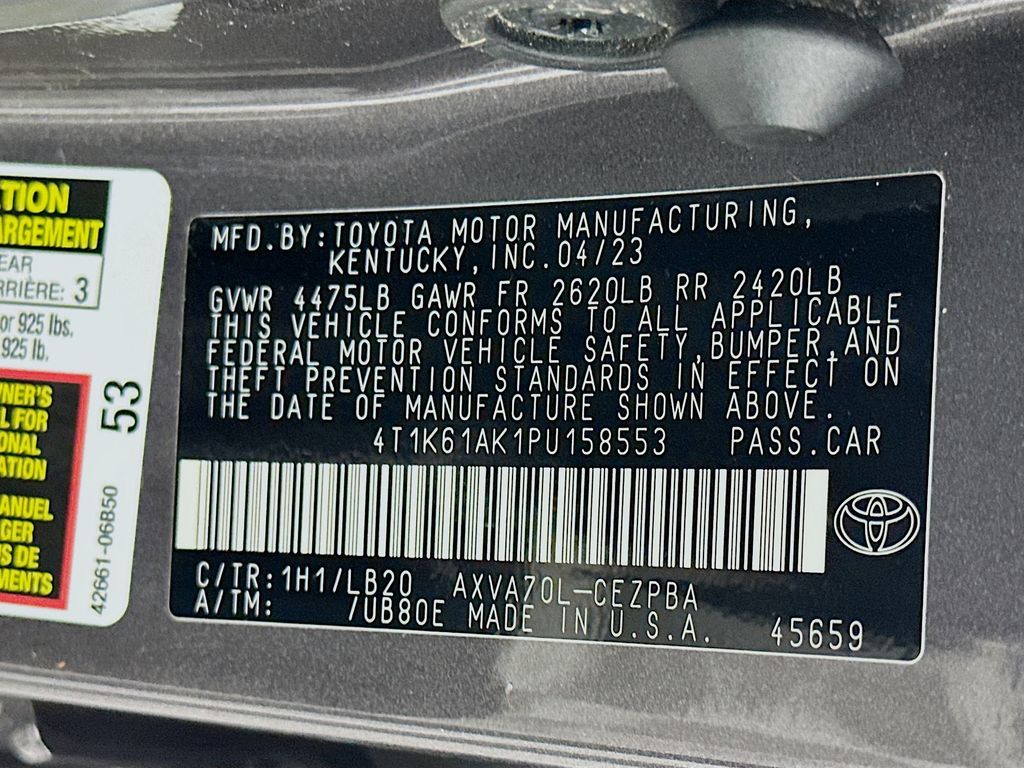 TION
ARGEMENT
EAR
RRIÈRE: 3
or 925 lbs.
925 lb.
53
WNER'S
L FOR
ONAL
ATION
ANUEL
GER
S DE
MENTS
42661-06B50
MFD.BY:TOYOTA MOTOR MANUFACTURING,
KENTUCKY,INC.04/23
GVWR 4475LB GAWR FR 2620LB RR 2420LB
THIS VEHICLE CONFORMS TO ALL APPLICABLE
FEDERAL MOTOR VEHICLE SAFETY,BUMPER,AND
THEFT PREVENTION STANDARDS IN EFFECT ON
THE DATE OF MANUFACTURE SHOWN ABOVE.
4T1K61AK1PU158553 PASS.CAR
C/TR:1H1/LB20 AXVA70L-CEZPBA
A/TM: /UB80E MADE IN U.S.A. 45659